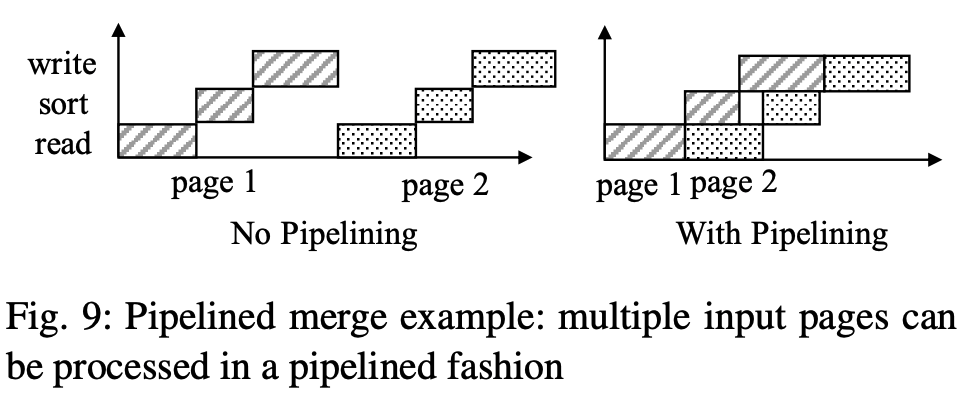 write
sort
read
page 1
page 2
No Pipelining
page 1 page 2
With Pipelining
Fig. 9: Pipelined merge example: multiple input pages can
be processed in a pipelined fashion